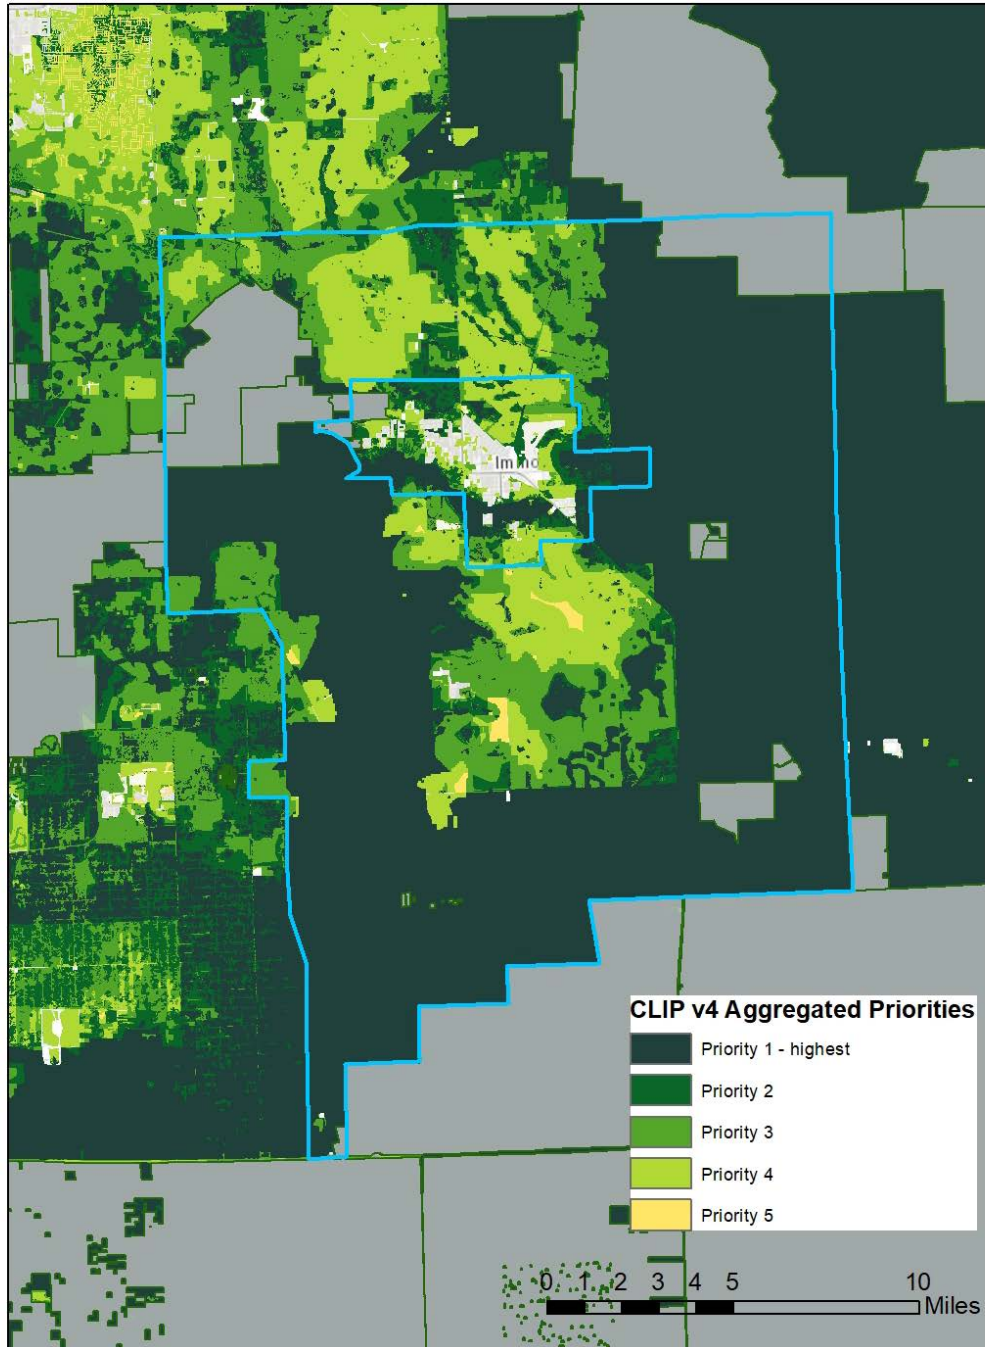 Immo
CLIP v4 Aggregated Priorities
Priority 1 - highest
Priority 2
Priority 3
Priority 4
Priority 5
0 1 2 3 4 5 10
Miles